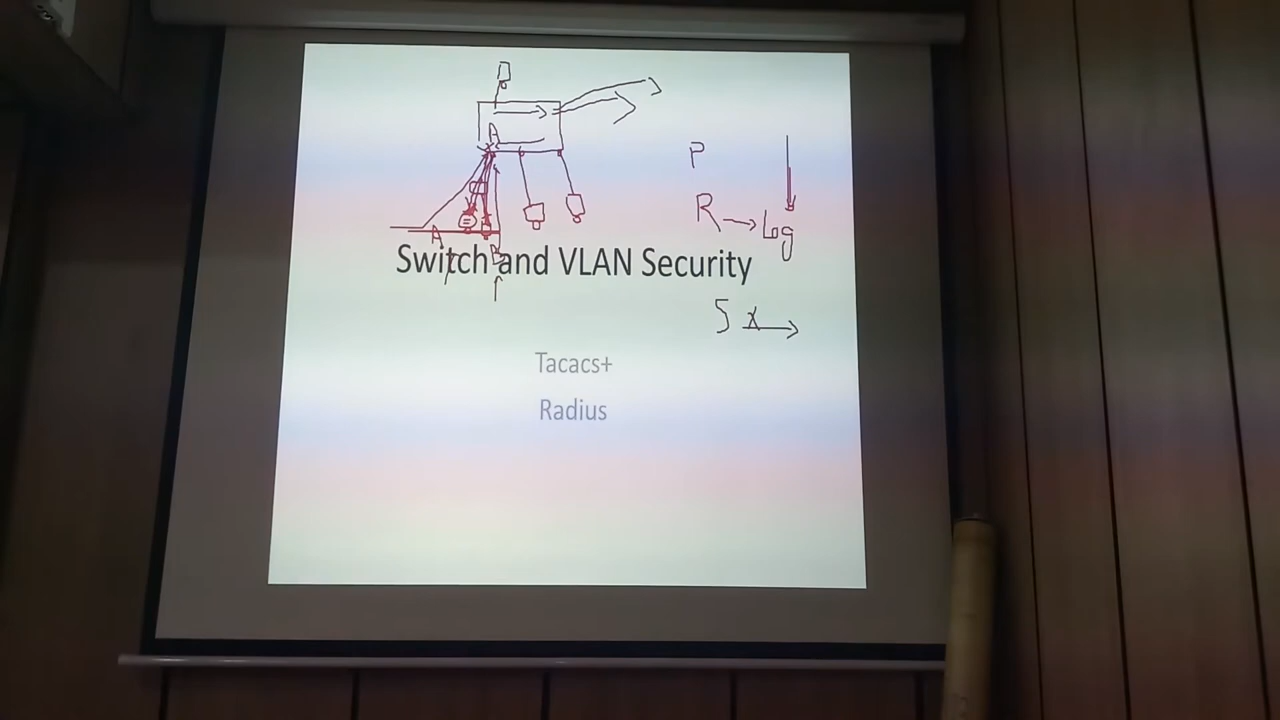 A
P
R → Log
A
B
Switch and VLAN Security
S x →
Tacacs+
Radius